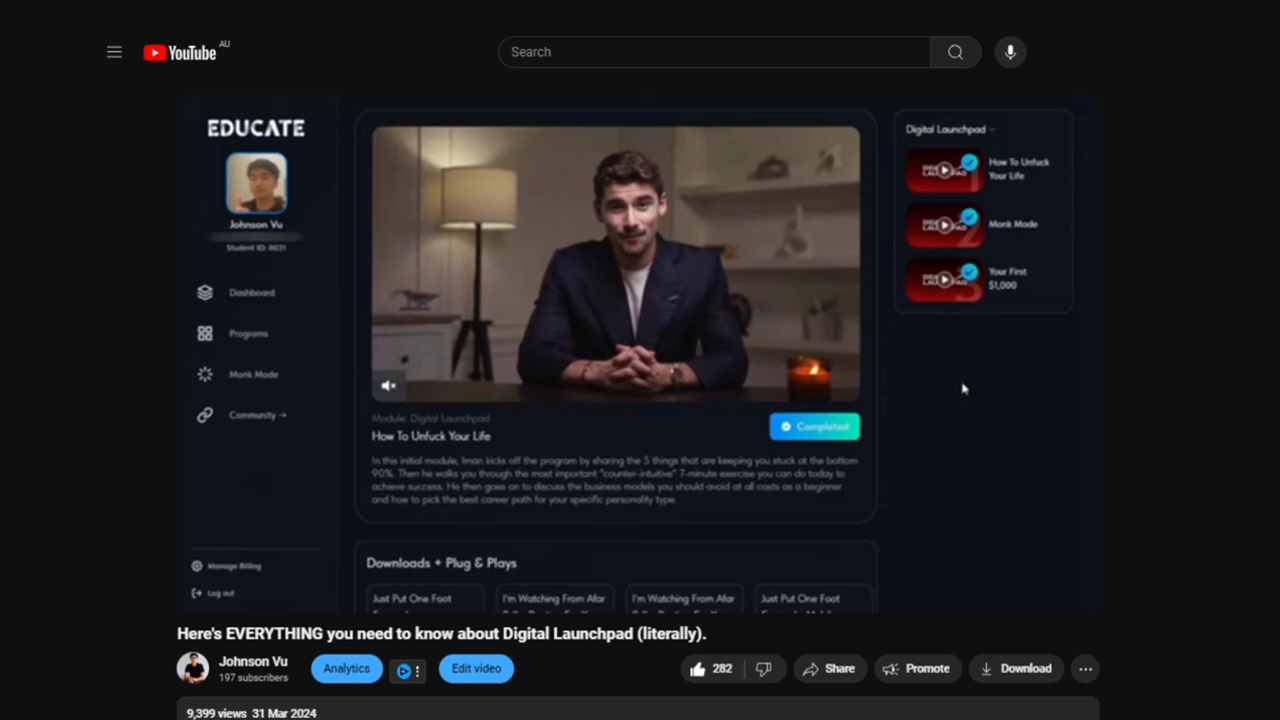 YouTube AU
Search
EDUCATE
Johnson Vu
Student ID: 8031
Dashboard
Programs
Monk Mode
Community →
Manage Billing
Log out
Module: Digital Launchpad
How To Unfuck Your Life
Completed
In this initial module, Iman kicks off the program by sharing the 5 things that are keeping you stuck at the bottom
90%. Then he walks you through the most important "counter-intuitive" 7-minute exercise you can do today to
achieve success. He then goes on to discuss the business models you should avoid at all costs as a beginner
and how to pick the best career path for your specific personality type.
Downloads + Plug & Plays
Just Put One Foot
I'm Watching From Afar
I'm Watching From Afar
Just Put One Foot
Digital Launchpad
How To Unfuck
Your Life
Monk Mode
Your First
$1,000
Here's EVERYTHING you need to know about Digital Launchpad (literally).
Johnson Vu
197 subscribers
Analytics
Edit video
282
Share
Promote
Download
9,399 views 31 Mar 2024